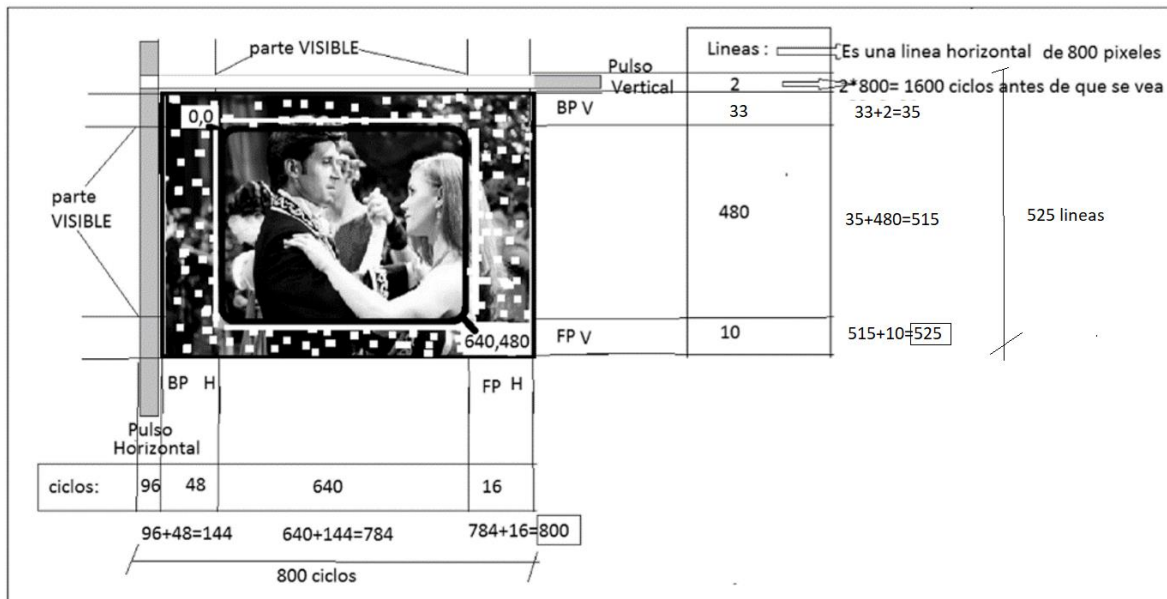 parte VISIBLE
Lineas : Es una linea horizontal de 800 pixeles
Pulso
Vertical 2 2*800= 1600 ciclos antes de que se vea
BP V 33 33+2=35
0,0
parte
VISIBLE
480 35+480=515 525 lineas
640,480
FP V 10 515+10=525
BP H FP H
Pulso
Horizontal
ciclos: 96 48 640 16
96+48=144 640+144=784 784+16=800
800 ciclos